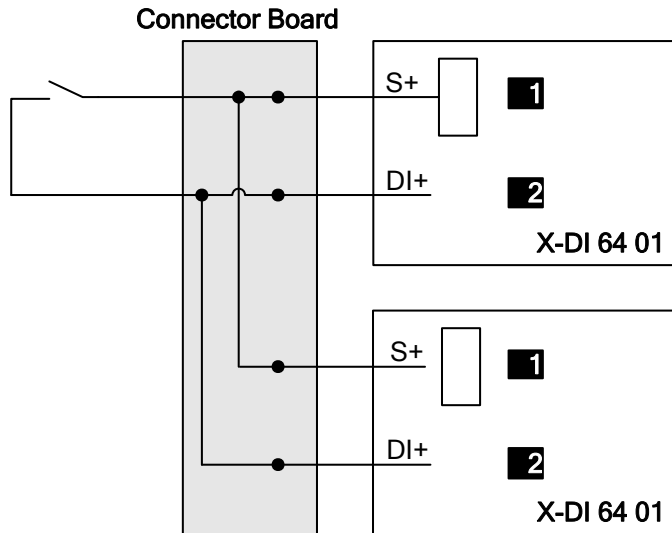 Connector Board
S+
1
DI+
2
X-DI 64 01
S+
1
DI+
2
X-DI 64 01